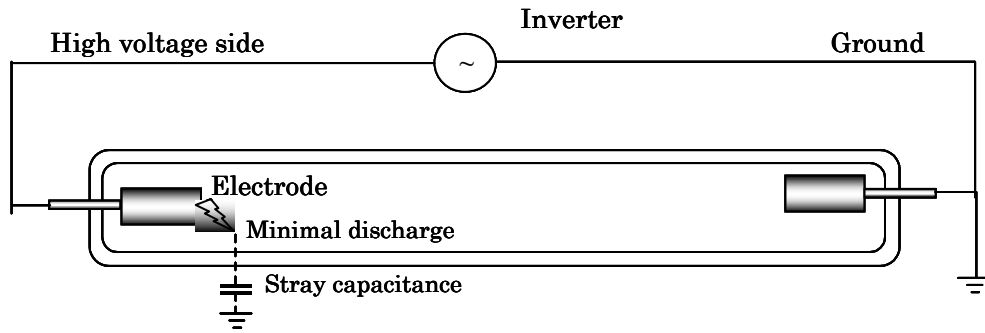 Inverter
High voltage side
Ground
~
Electrode
Minimal discharge
Stray capacitance